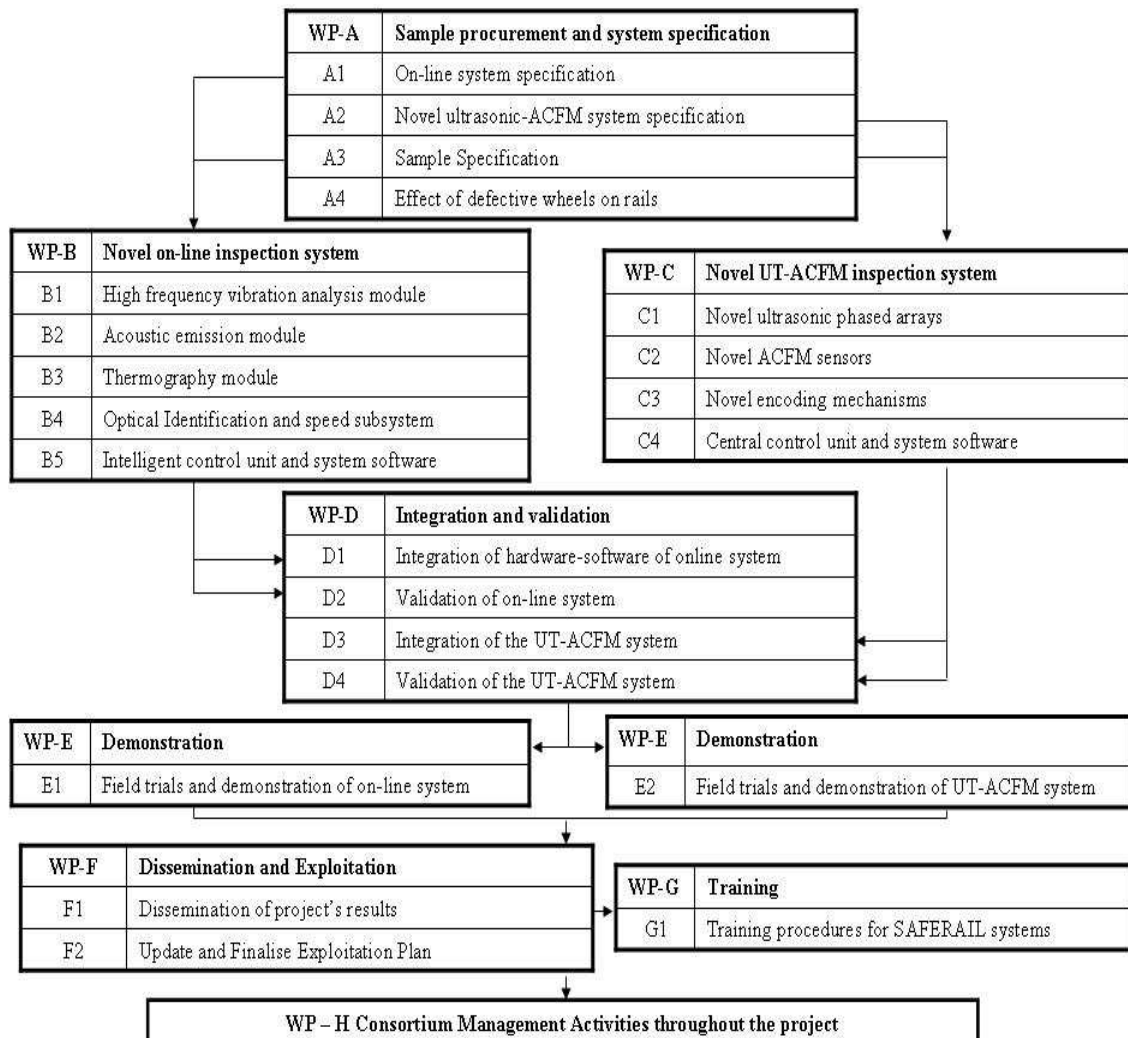 WP-A Sample procurement and system specification
A1 On-line system specification
A2 Novel ultrasonic-ACFM system specification
A3 Sample Specification
A4 Effect of defective wheels on rails
WP-B Novel on-line inspection system
B1 High frequency vibration analysis module
B2 Acoustic emission module
B3 Thermography module
B4 Optical Identification and speed subsystem
B5 Intelligent control unit and system software
WP-C Novel UT-ACFM inspection system
C1 Novel ultrasonic phased arrays
C2 Novel ACFM sensors
C3 Novel encoding mechanisms
C4 Central control unit and system software
WP-D Integration and validation
D1 Integration of hardware-software of online system
D2 Validation of on-line system
D3 Integration of the UT-ACFM system
D4 Validation of the UT-ACFM system
WP-E Demonstration
E1 Field trials and demonstration of on-line system
WP-E Demonstration
E2 Field trials and demonstration of UT-ACFM system
WP-F Dissemination and Exploitation
F1 Dissemination of project's results
F2 Update and Finalise Exploitation Plan
WP-G Training
G1 Training procedures for SAFERAIL systems
WP – H Consortium Management Activities throughout the project